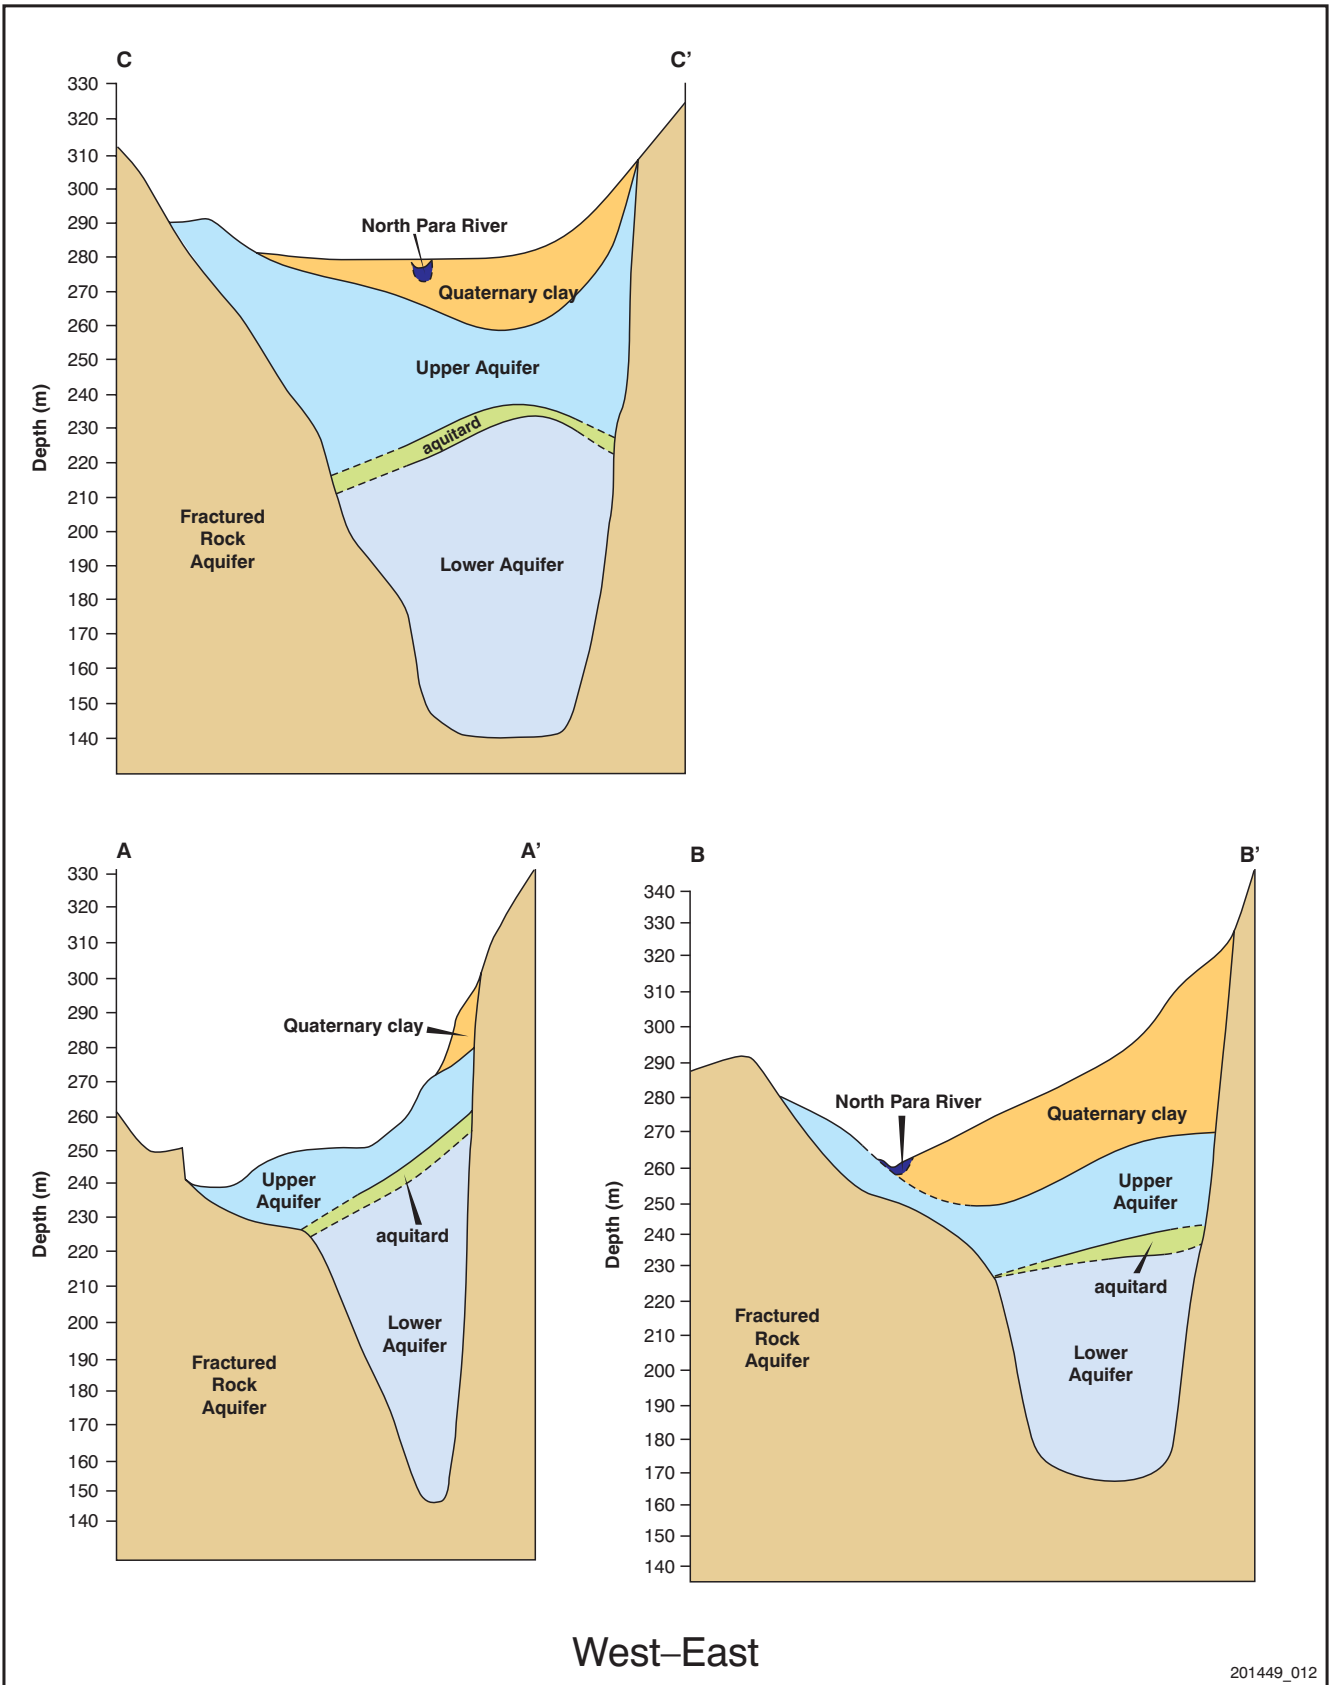 C
C’
330
320
310
300
290
280
270
260
250
240
230
220
210
200
190
180
170
160
150
140
Depth (m)
North Para River
Quaternary clay
Upper Aquifer
aquitard
Fractured
Rock
Aquifer
Lower Aquifer
A
A’
330
320
310
300
290
280
270
260
250
240
230
220
210
200
190
180
170
160
150
140
Depth (m)
Quaternary clay
Upper
Aquifer
aquitard
Lower
Aquifer
Fractured
Rock
Aquifer
B
B’
340
330
320
310
300
290
280
270
260
250
240
230
220
210
200
190
180
170
160
150
140
Depth (m)
North Para River
Quaternary clay
Upper
Aquifer
aquitard
Fractured
Rock
Aquifer
Lower
Aquifer
West–East
201449_012